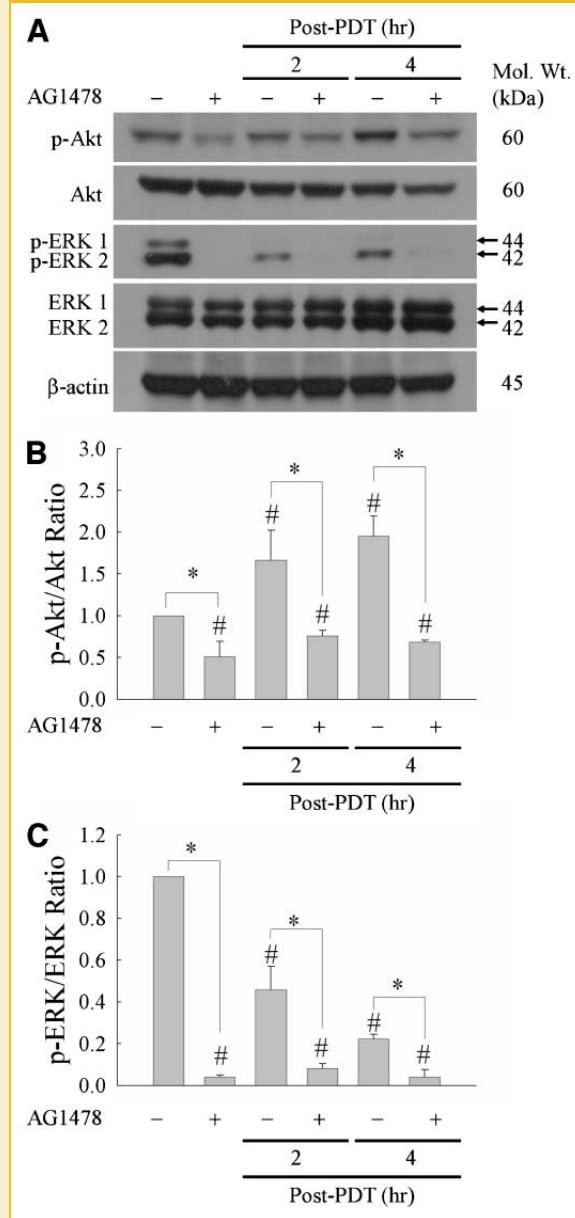 A
Post-PDT (hr)
2 4 Mol. Wt.
AG1478 − + − + − + (kDa)
p-Akt 60
Akt 60
p-ERK 1 44
p-ERK 2 42
ERK 1 44
ERK 2 42
β-actin 45
B
p-Akt/Akt Ratio
3.0
2.5
2.0
1.5
1.0
0.5
0.0
* * *
# # # # #
AG1478 − + − + − +
2 4
Post-PDT (hr)
C
p-ERK/ERK Ratio
1.2
1.0
0.8
0.6
0.4
0.2
0.0
* * *
# # # # #
AG1478 − + − + − +
2 4
Post-PDT (hr)